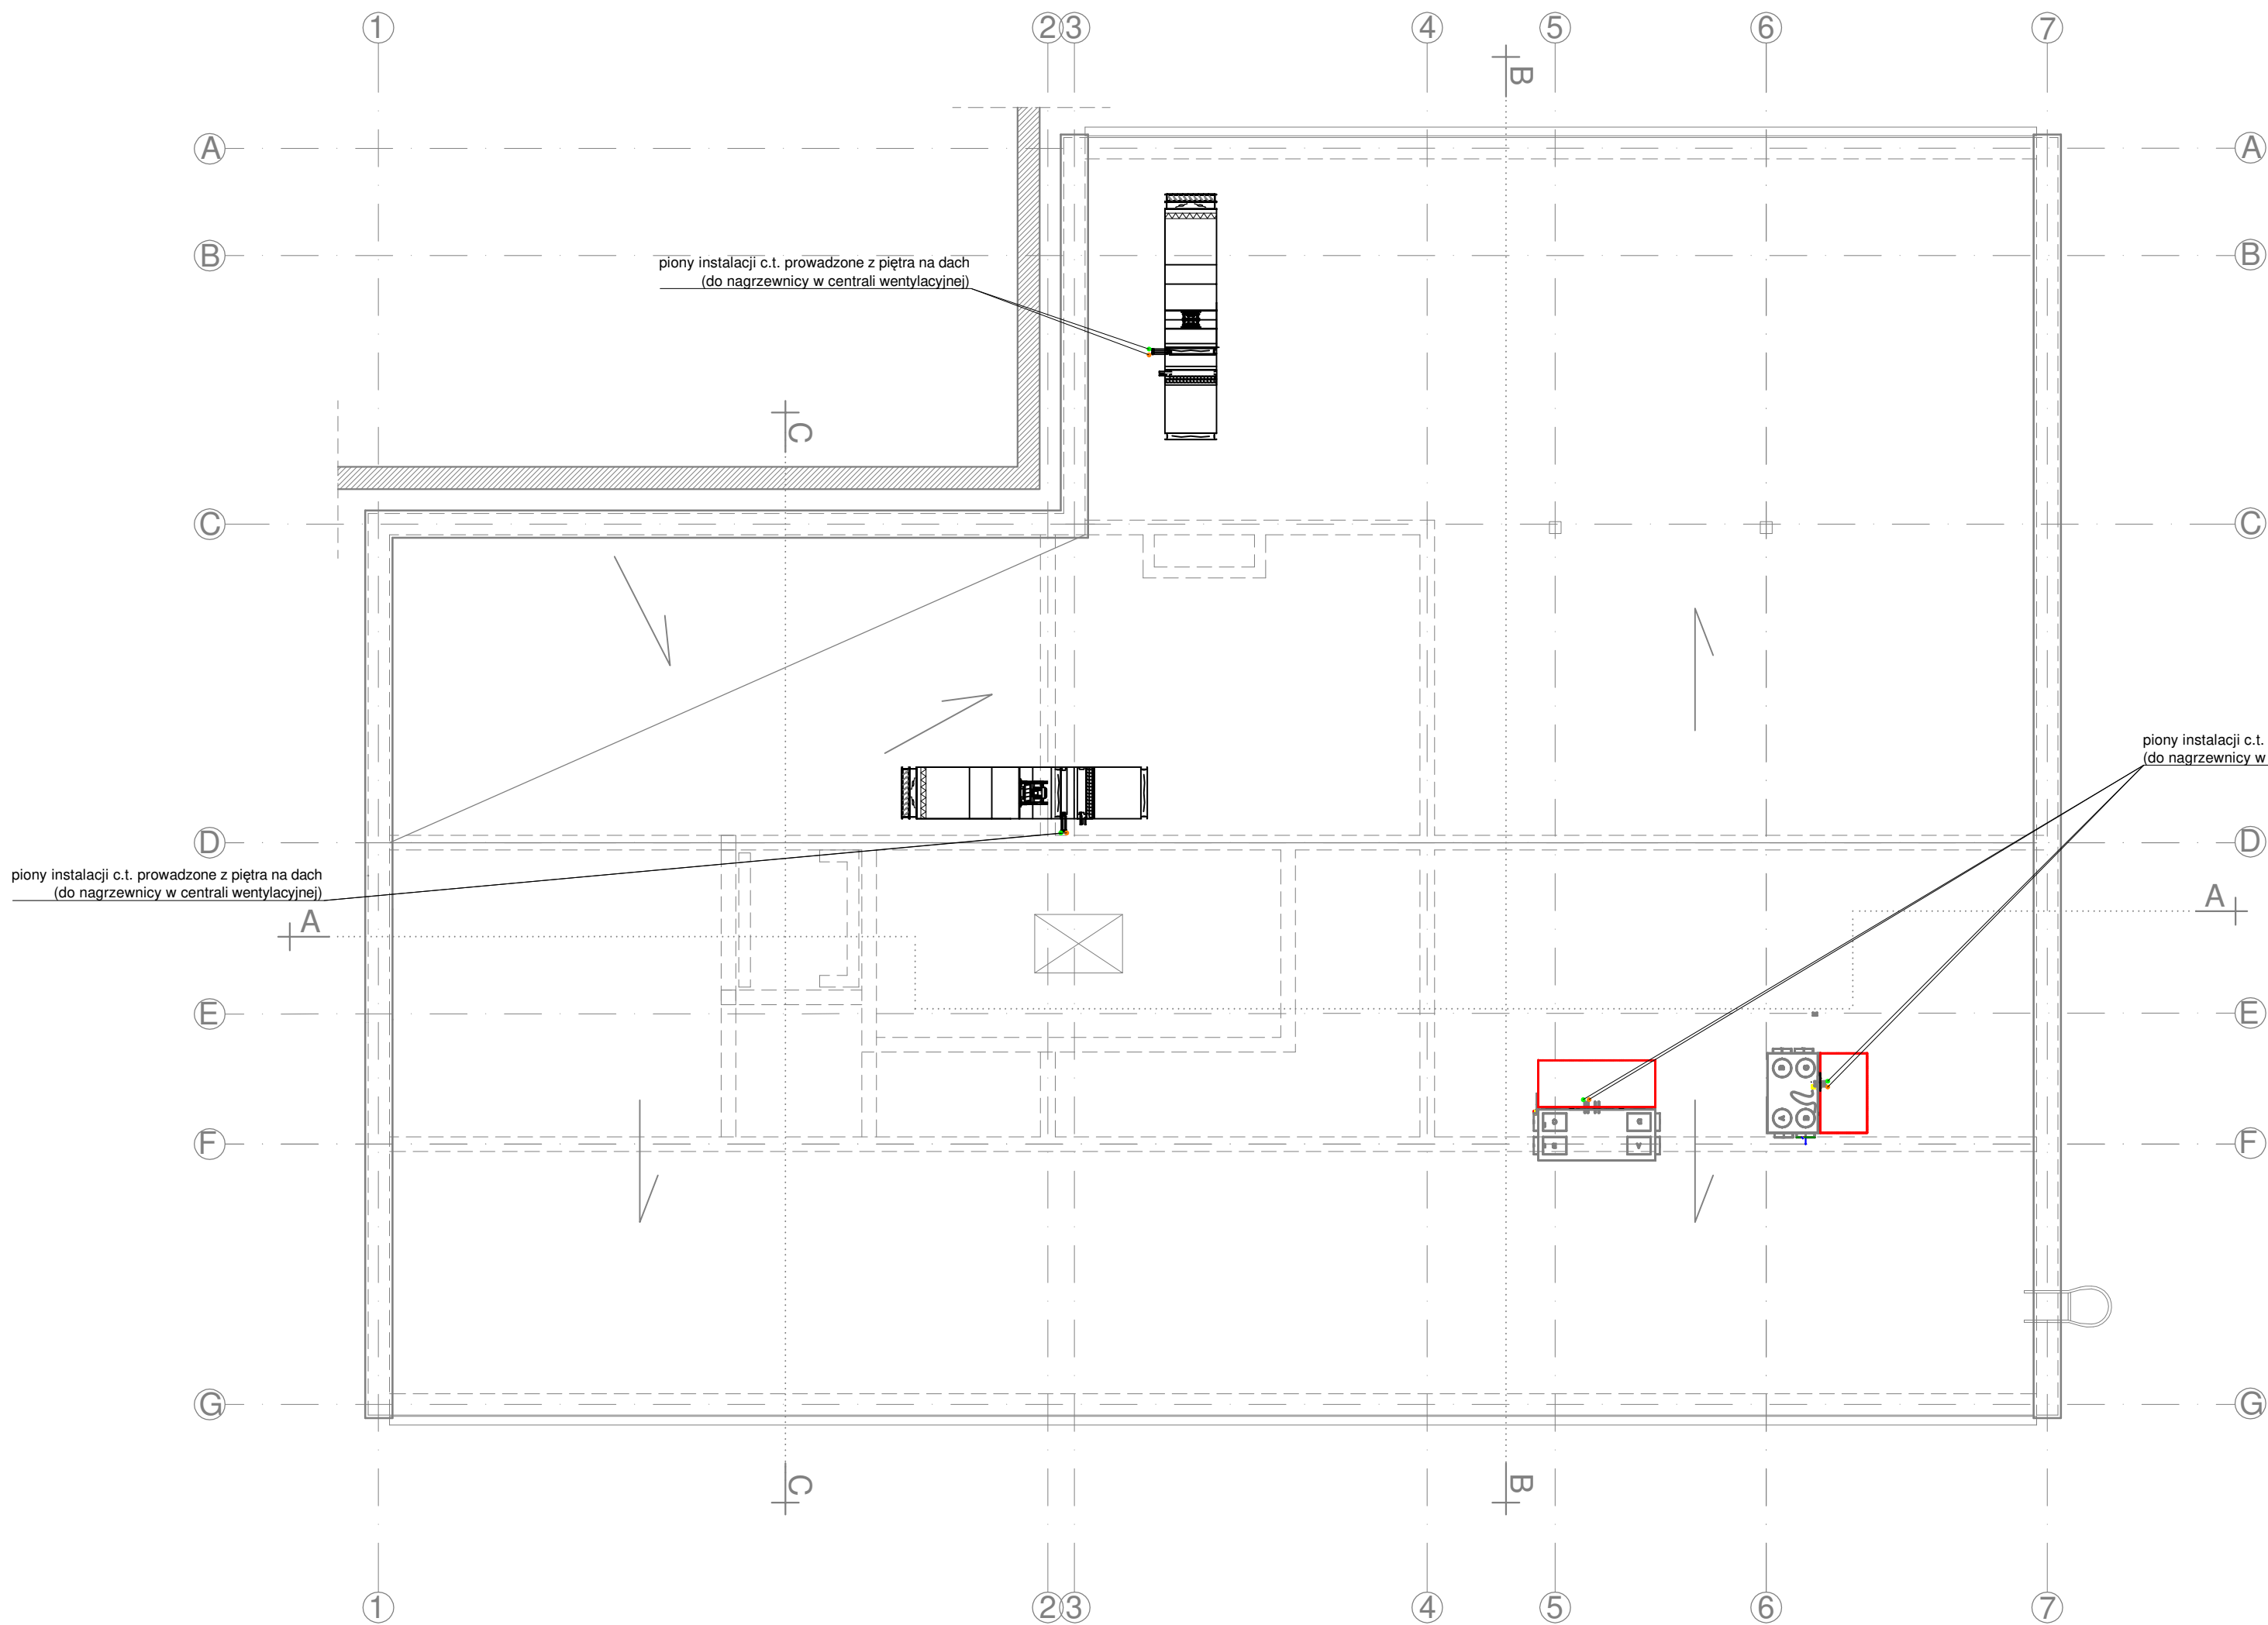 1 2 3 4 5 6 7
B
A A
B B
piony instalacji c.t. prowadzone z piętra na dach
(do nagrzewnicy w centrali wentylacyjnej)
C
C C
piony instalacji c.t.
(do nagrzewnicy w
D D
piony instalacji c.t. prowadzone z piętra na dach
(do nagrzewnicy w centrali wentylacyjnej)
A A
E E
F F
G G
C B
1 2 3 4 5 6 7